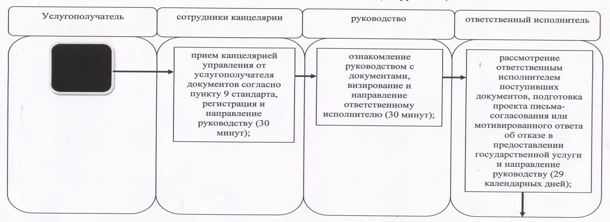 Услугополучатель
сотрудники канцелярии
руководство
ответственный исполнитель
прием канцелярией
управления от
услугополучателя
документов согласно
пункту 9 стандарта,
регистрация и
направление
руководству (30
минут);
ознакомление
руководством с
документами,
визирование и
направление
ответственному
исполнителю (30 минут);
рассмотрение
ответственным
исполнителем
поступивших
документов, подготовка
проекта письма-
согласования или
мотивированного ответа
об отказе в
предоставлении
государственной услуги
и направление
руководству (29
календарных дней);